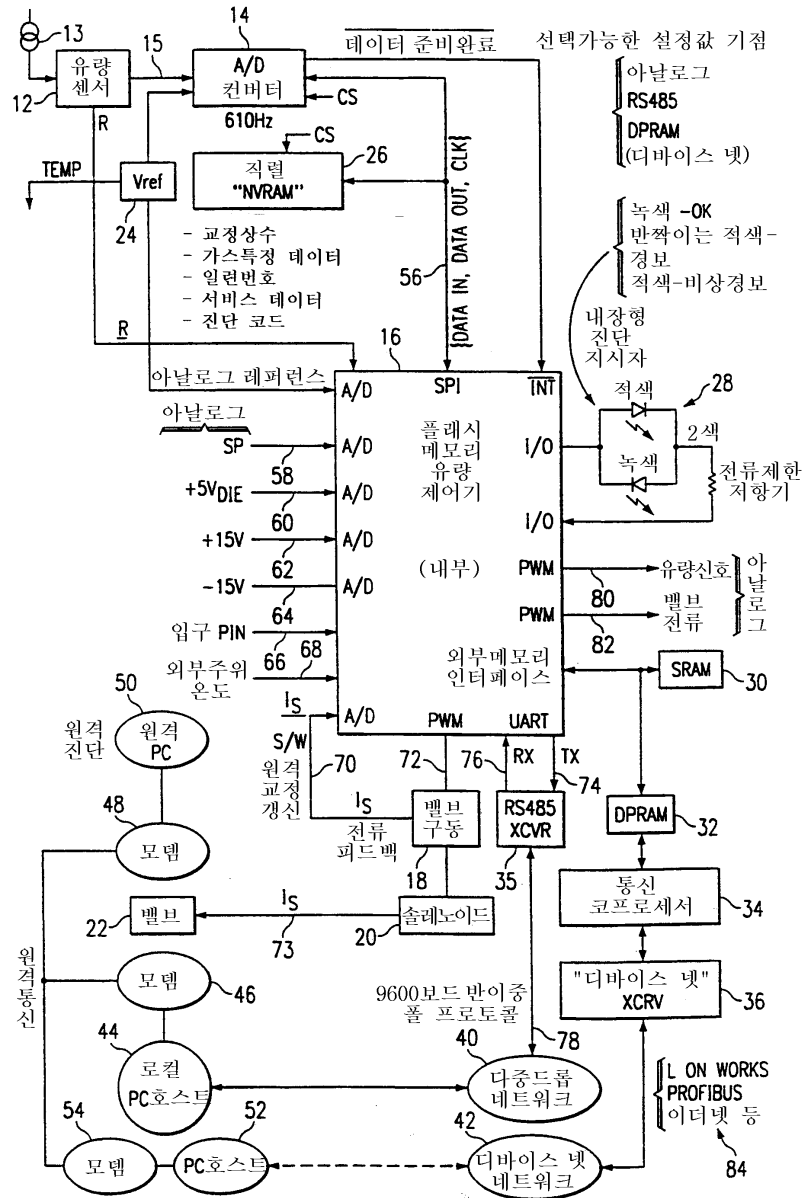 13
14
데이터 준비완료
선택가능한 설정값 기점
15
유량
센서
A/D
컨버터
아날로그
RS485
DPRAM
(디바이스 넷)
12
CS
R
610Hz
CS
26
TEMP
Vref
직렬
"NVRAM"
24
녹색 -OK
반짝이는 적색-
경보
적색-비상경보
- 교정상수
- 가스특정 데이터
- 일련번호
- 서비스 데이터
- 진단 코드
56
{DATA IN, DATA OUT, CLK}
R
16
내장형
진단
지시자
아날로그 레퍼런스
A/D
SPI
INT
적색
28
아날로그
SP
58
A/D
플래시
메모리
유량
제어기
I/O
2색
녹색
전류제한
저항기
+5VDIE
60
A/D
I/O
+15V
62
A/D
(내부)
PWM
80
유량신호
아날로그
-15V
64
A/D
PWM
82
밸브
전류
입구 PIN
66
68
외부주위
온도
외부메모리
인터페이스
SRAM
30
50
원격
진단
원격
PC
IS
A/D
PWM
UART
S/W
70
72
76
RX
TX
74
원격
교정
갱신
IS
전류
피드백
밸브
구동
18
RS485
XCVR
35
DPRAM
32
48
모뎀
통신
코프로세서
34
22
밸브
IS
73
솔레노이드
20
원격통신
모뎀
46
9600보드 반이중
폴 프로토콜
"디바이스 넷"
XCRV
36
78
44
로컬
PC호스트
40
다중드롭
네트워크
L ON WORKS
PROFIBUS
이더넷 등
84
54
모뎀
52
PC호스트
42
디바이스 넷
네트워크